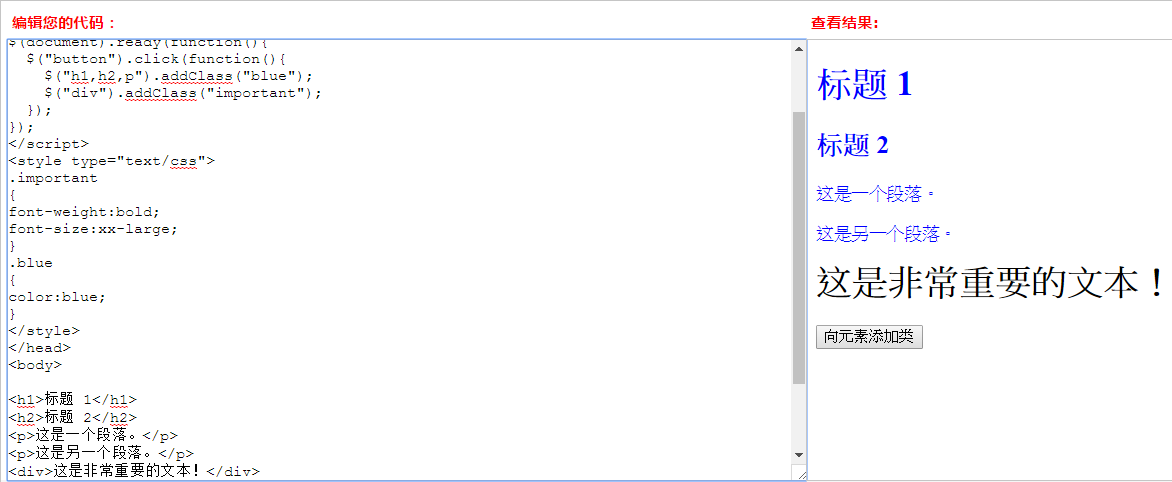 编辑您的代码：
查看结果:
$(document).ready(function(){
  $("button").click(function(){
    $("h1,h2,p").addClass("blue");
    $("div").addClass("important");
  });
});
</script>
<style type="text/css">
.important
{
font-weight:bold;
font-size:xx-large;
}
.blue
{
color:blue;
}
</style>
</head>
<body>

<h1>标题 1</h1>
<h2>标题 2</h2>
<p>这是一个段落。</p>
<p>这是另一个段落。</p>
<div>这是非常重要的文本！</div>
标题 1
标题 2
这是一个段落。
这是另一个段落。
这是非常重要的文本！
向元素添加类